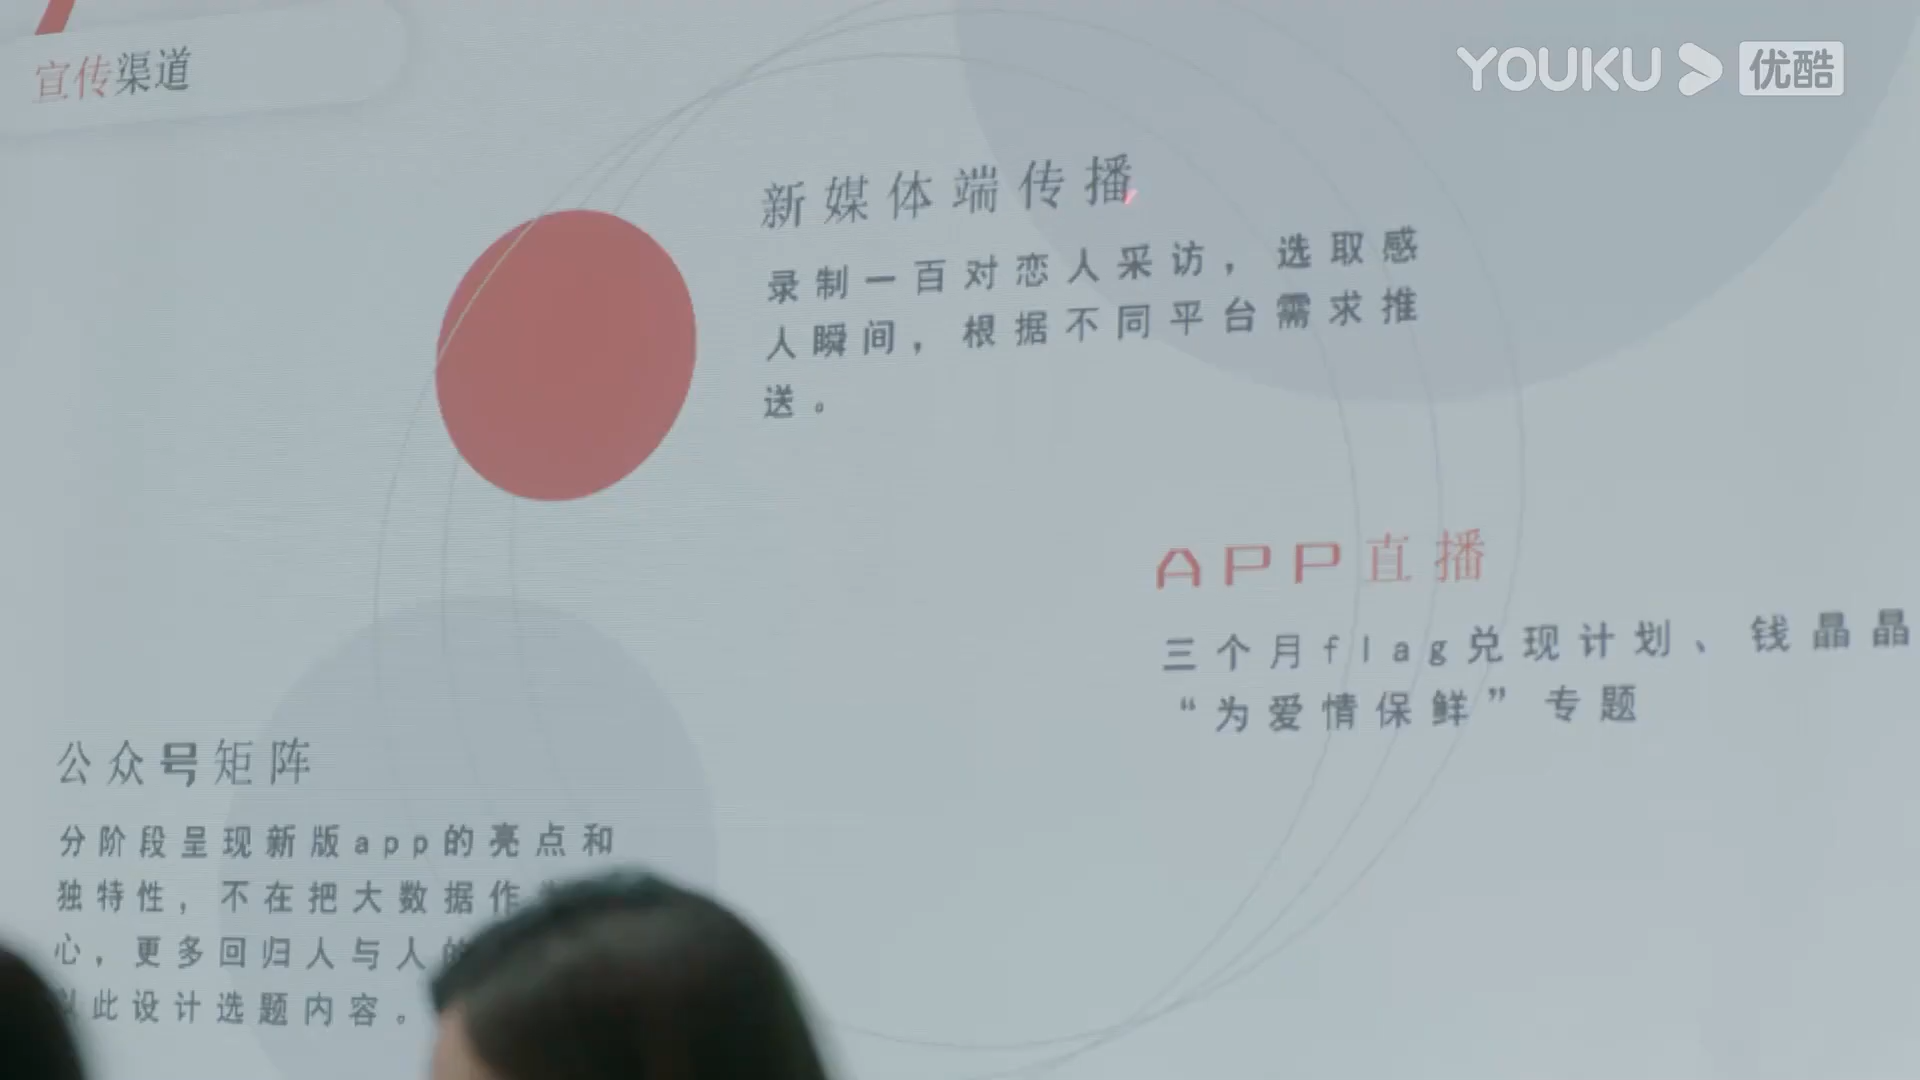 宣传渠道
YOUKU 优酷
新媒体端传播
录制一百对恋人采访，选取感
人瞬间，根据不同平台需求推
送。
APP直播
三个月flag兑现计划、钱晶晶
“为爱情保鲜”专题
公众号矩阵
分阶段呈现新版app的亮点和
独特性，不在把大数据作
心，更多回归人与人的
此设计选题内容。